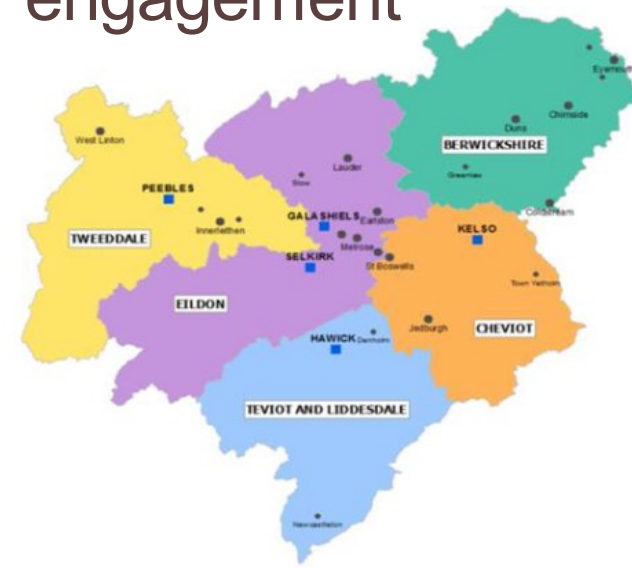 engagement
Eyemouth
Chirnside
Duns
BERWICKSHIRE
West Linton
Lauder
Greenlaw
Stow
PEEBLES
Coldstream
GALASHIELS
Earlston
Innerleithen
KELSO
TWEEDDALE
Melrose
SELKIRK
St Boswells
Town Yetholm
EILDON
Jedburgh
CHEVIOT
HAWICK
Denholm
TEVIOT AND LIDDESDALE
Newcastleton